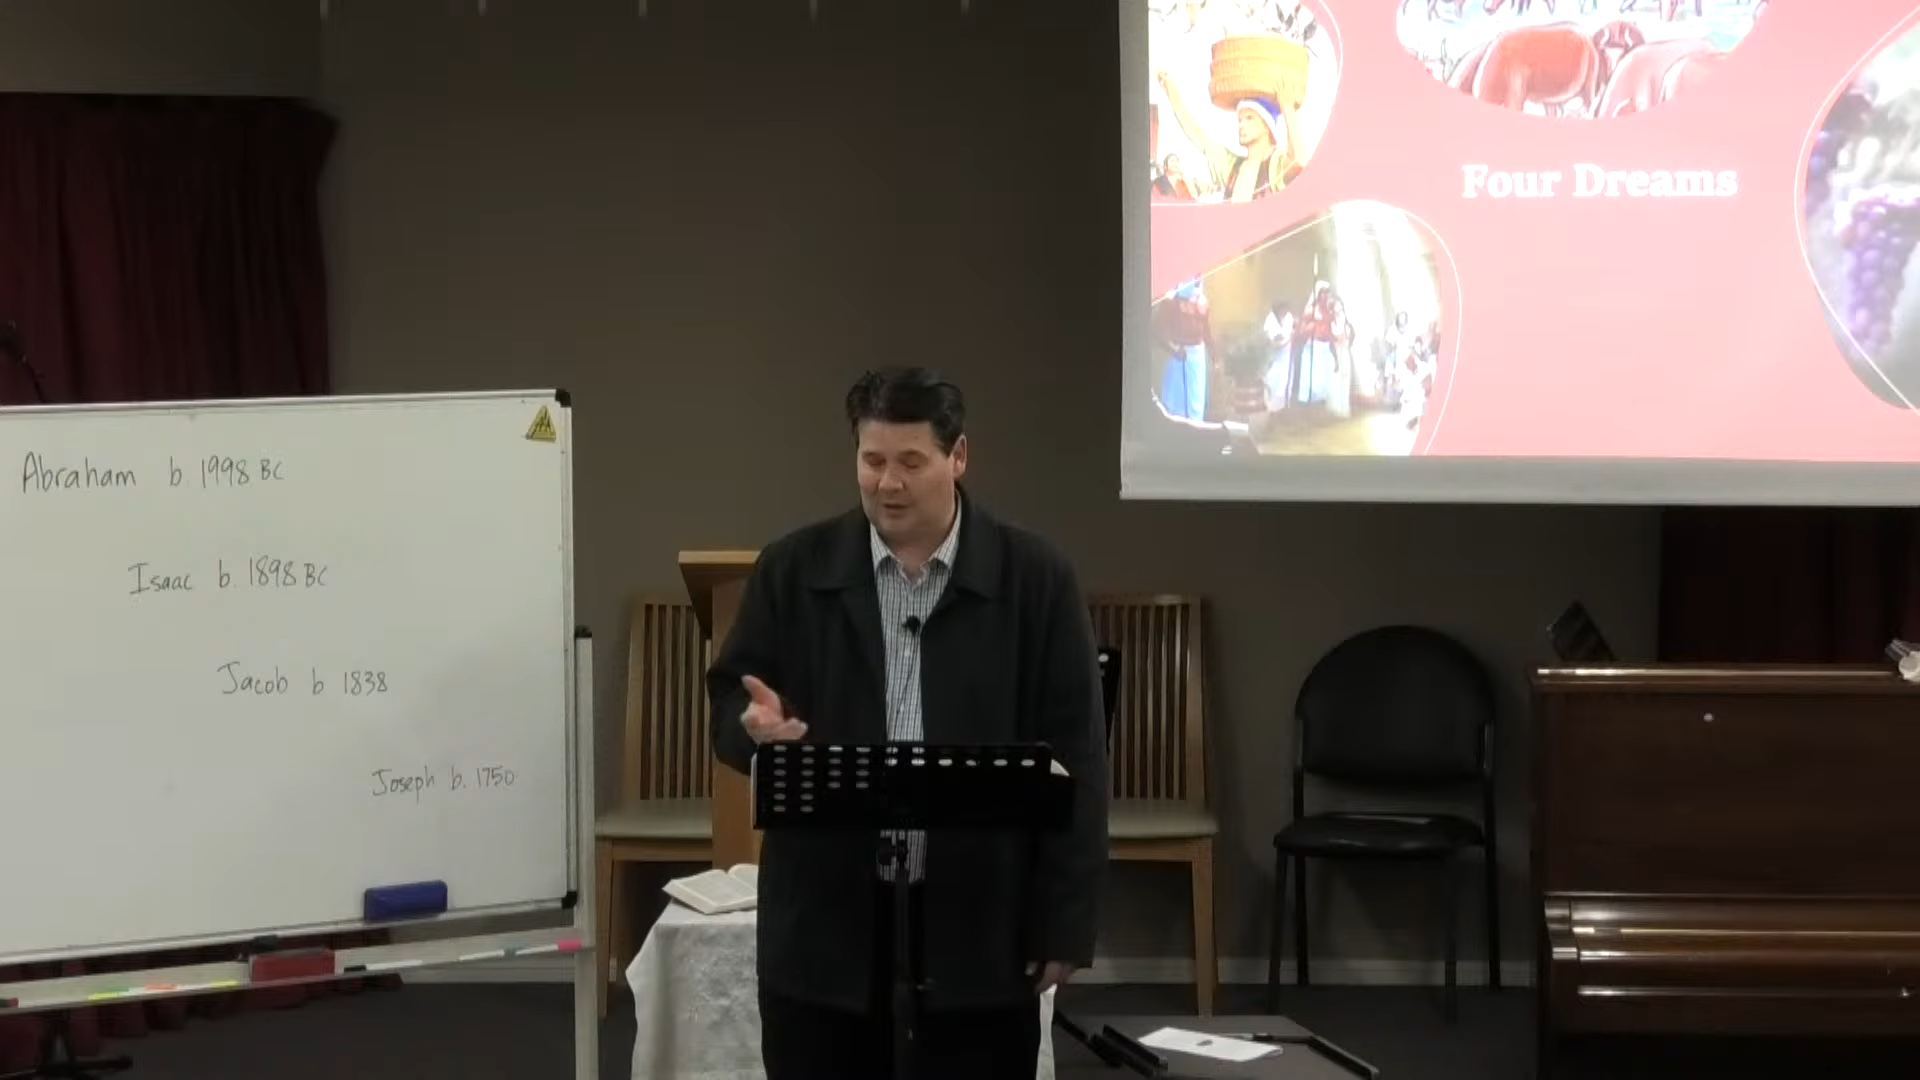 Abraham b 1998 BC
Isaac b. 1898 BC
Jacob b 1838
Joseph b. 1750
Four Dreams